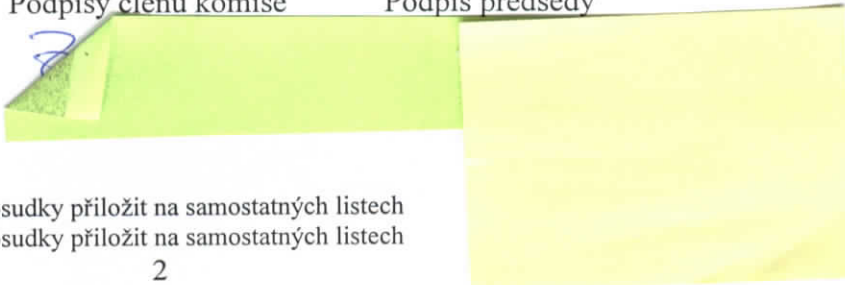 Podpisy členů komise Podpis předsedy
sudky přiložit na samostatných listech
sudky přiložit na samostatných listech
2